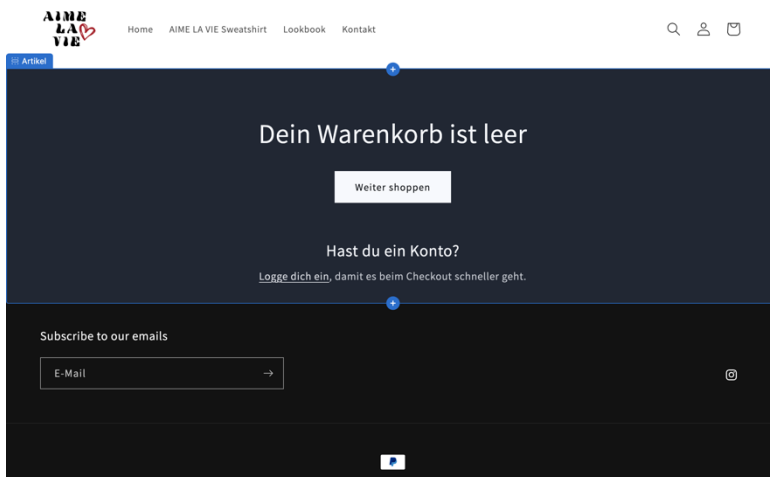 AIME
LA
VIE
Home AIME LA VIE Sweatshirt Lookbook Kontakt
Artikel
Dein Warenkorb ist leer
Weiter shoppen
Hast du ein Konto?
Logge dich ein, damit es beim Checkout schneller geht.
Subscribe to our emails
E-Mail